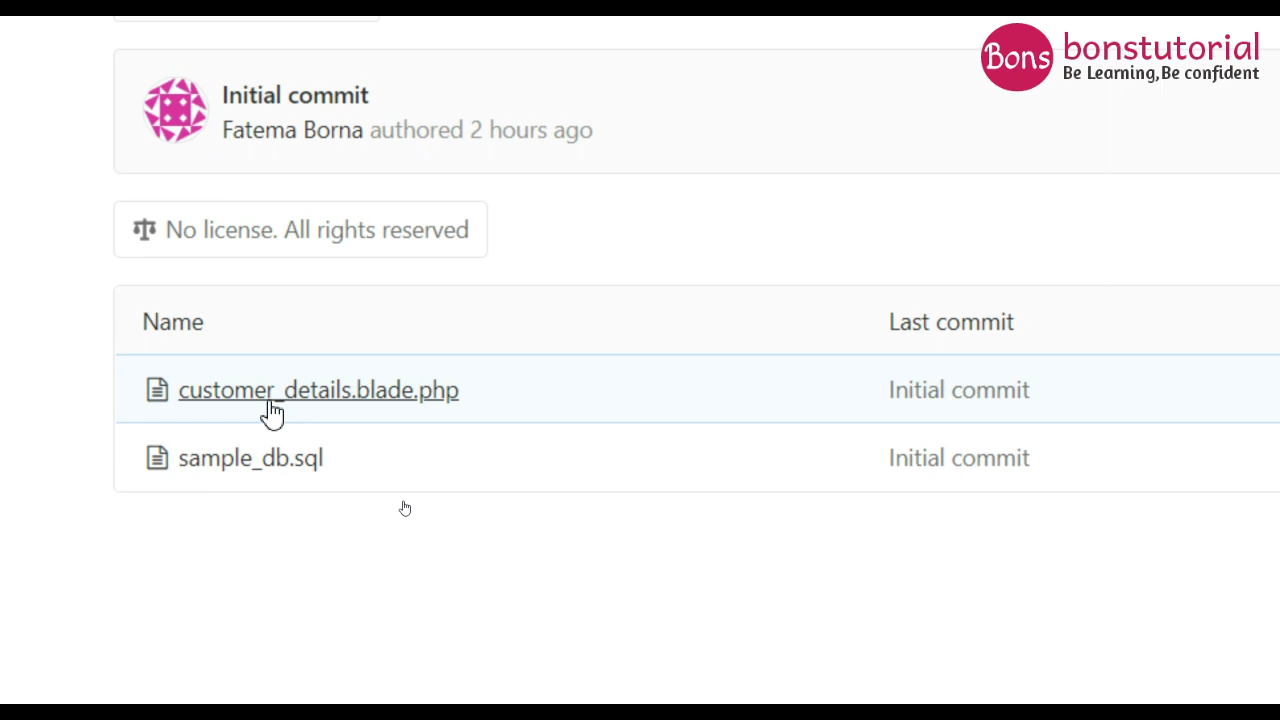 Bons bonstutorial
Be Learning,Be confident
Initial commit
Fatema Borna authored 2 hours ago
No license. All rights reserved
Name Last commit
customer_details.blade.php Initial commit
sample_db.sql Initial commit